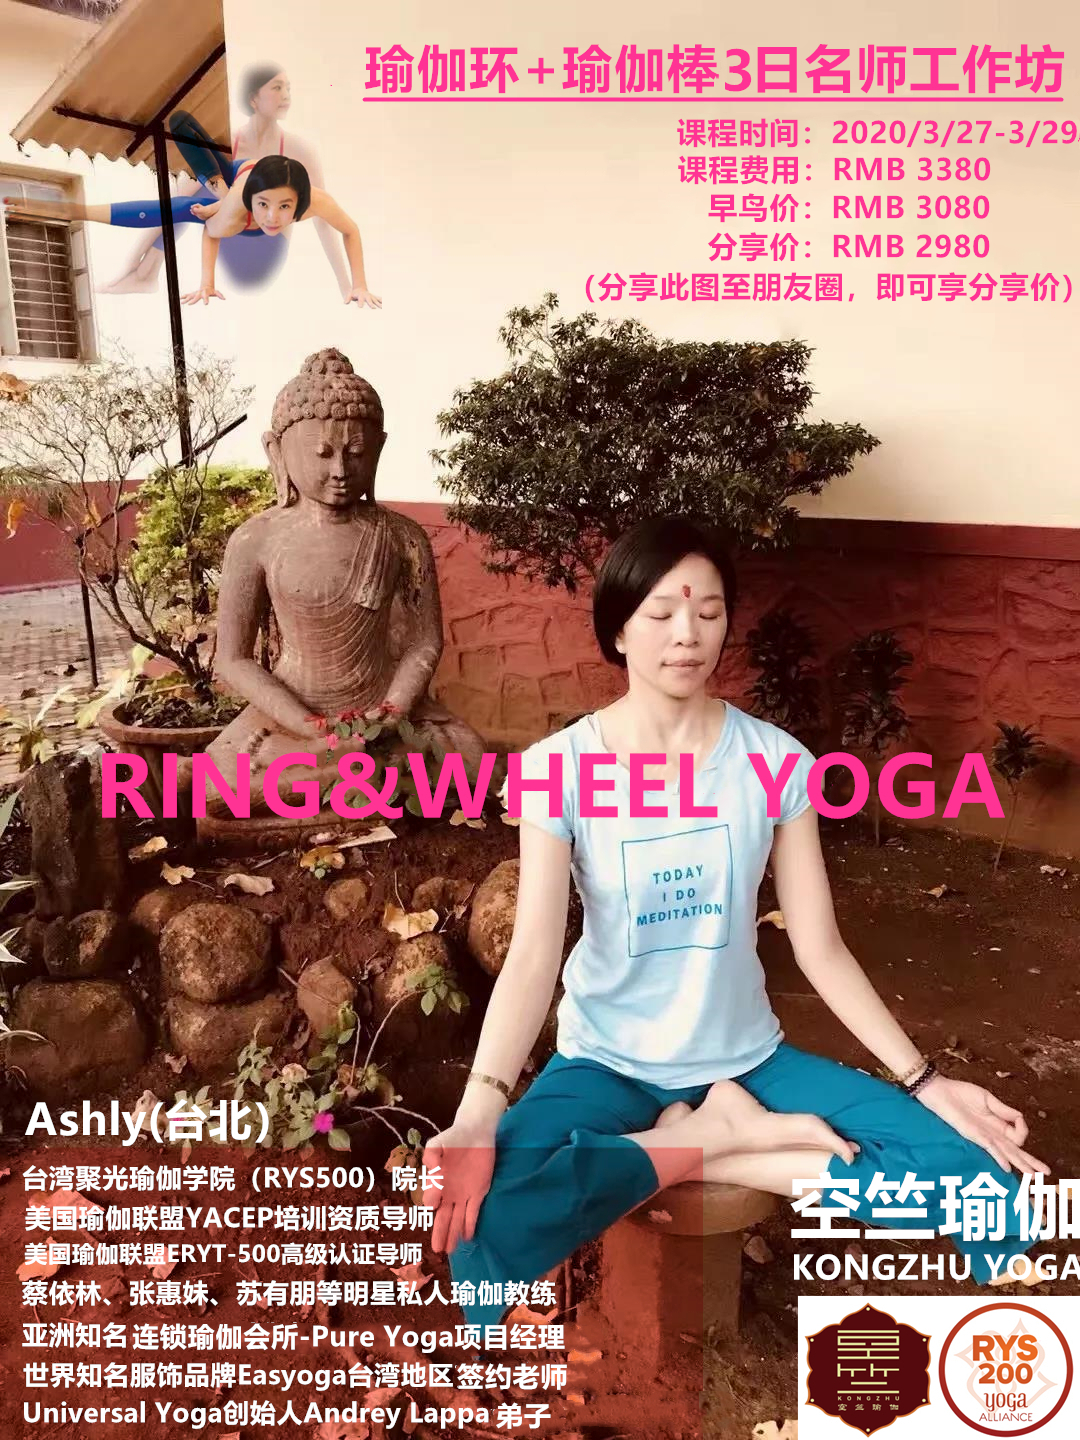 瑜伽环+瑜伽棒3日名师工作坊
课程时间：2020/3/27-3/29
课程费用：RMB 3380
早鸟价：RMB 3080
分享价：RMB 2980
（分享此图至朋友圈，即可享分享价）
RING&WHEEL YOGA
TODAY
I DO
MEDITATION
Ashly(台北）
台湾聚光瑜伽学院（RYS500）院长
美国瑜伽联盟YACEP培训资质导师
美国瑜伽联盟ERYT-500高级认证导师
蔡依林、张惠妹、苏有朋等明星私人瑜伽教练
亚洲知名连锁瑜伽会所-Pure Yoga项目经理
世界知名服饰品牌Easyoga台湾地区签约老师
Universal Yoga创始人Andrey Lappa 弟子
空竺瑜伽
KONGZHU YOGA
KONGZHU
空竺瑜伽
RYS
200
yoga
ALLIANCE